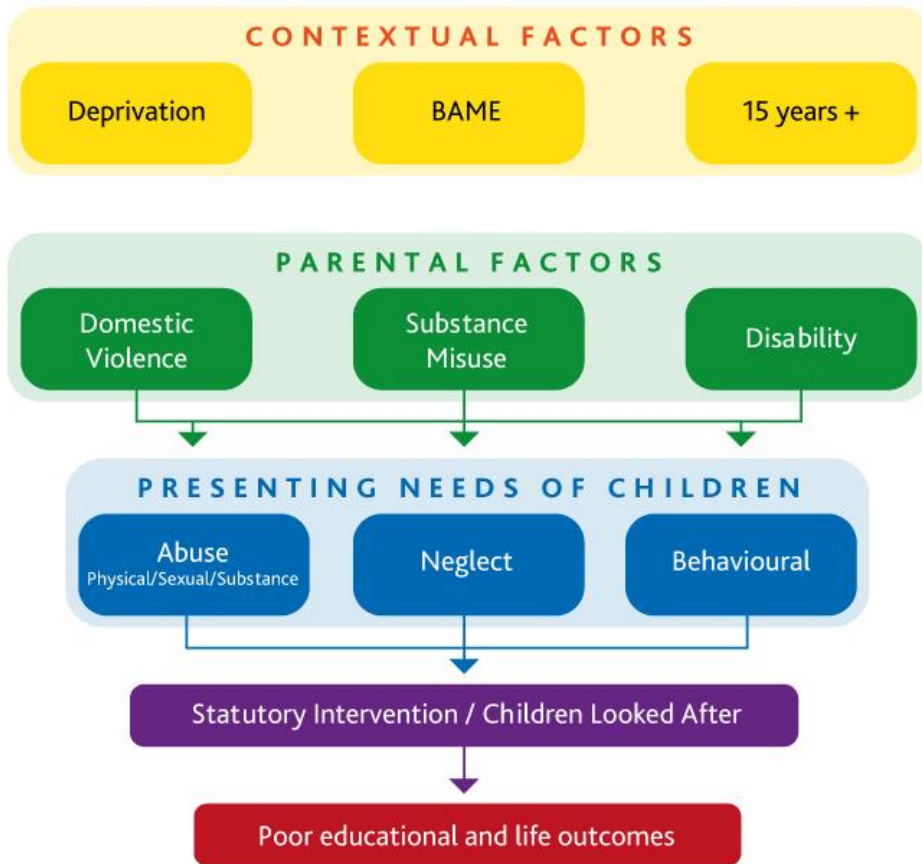 CONTEXTUAL FACTORS
Deprivation
BAME
15 years +
PARENTAL FACTORS
Domestic
Violence
Substance
Misuse
Disability
PRESENTING NEEDS OF CHILDREN
Abuse
Physical/Sexual/Substance
Neglect
Behavioural
Statutory Intervention / Children Looked After
Poor educational and life outcomes